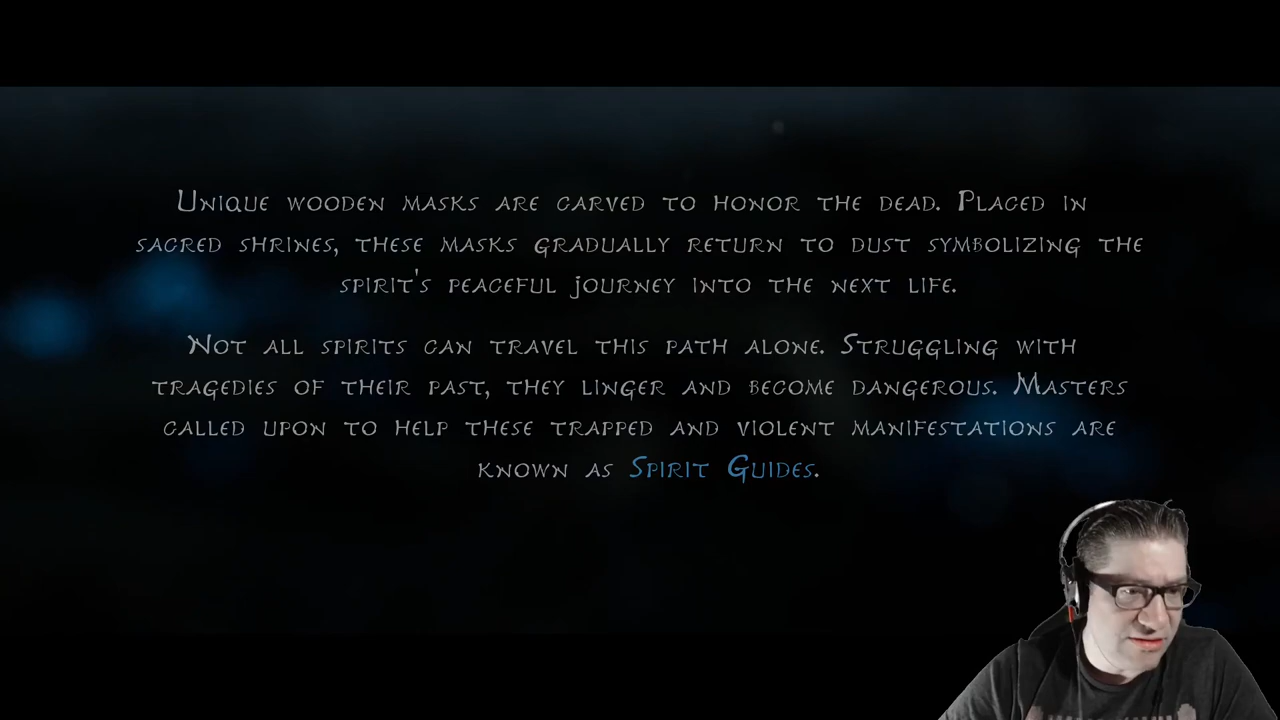 Unique wooden masks are carved to honor the dead. Placed in
sacred shrines, these masks gradually return to dust symbolizing the
spirit's peaceful journey into the next life.
Not all spirits can travel this path alone. Struggling with
tragedies of their past, they linger and become dangerous. Masters
called upon to help these trapped and violent manifestations are
known as Spirit Guides.